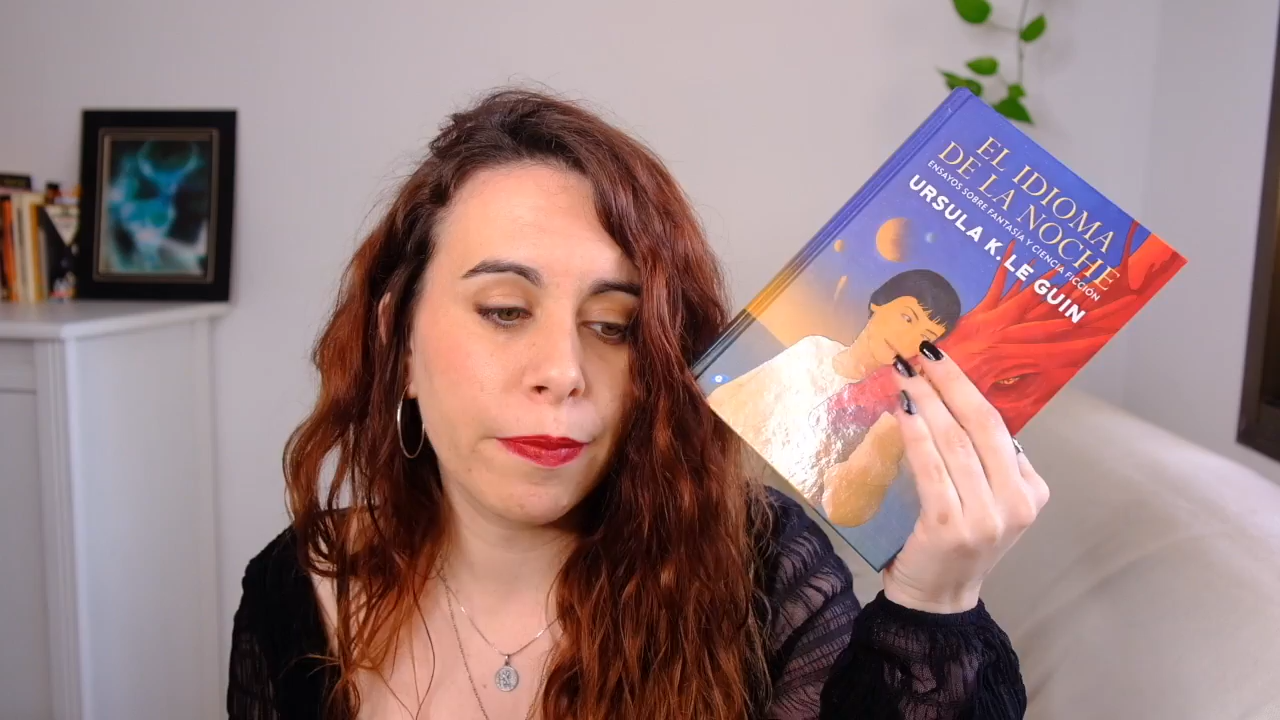 EL IDIOMA
DE LA NOCHE
ENSAYOS SOBRE FANTASÍA Y CIENCIA FICCIÓN
URSULA K. LE GUIN